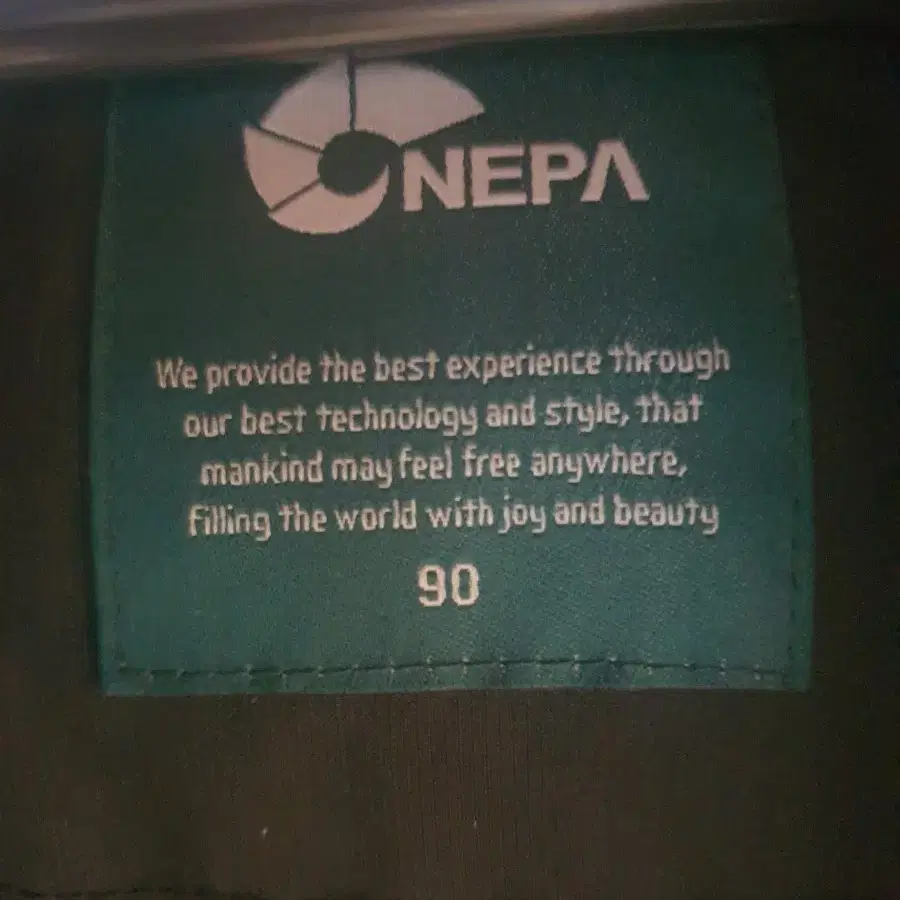 NEPA
We provide the best experience through
our best technology and style, that
mankind may feel free anywhere,
filling the world with joy and beauty
90